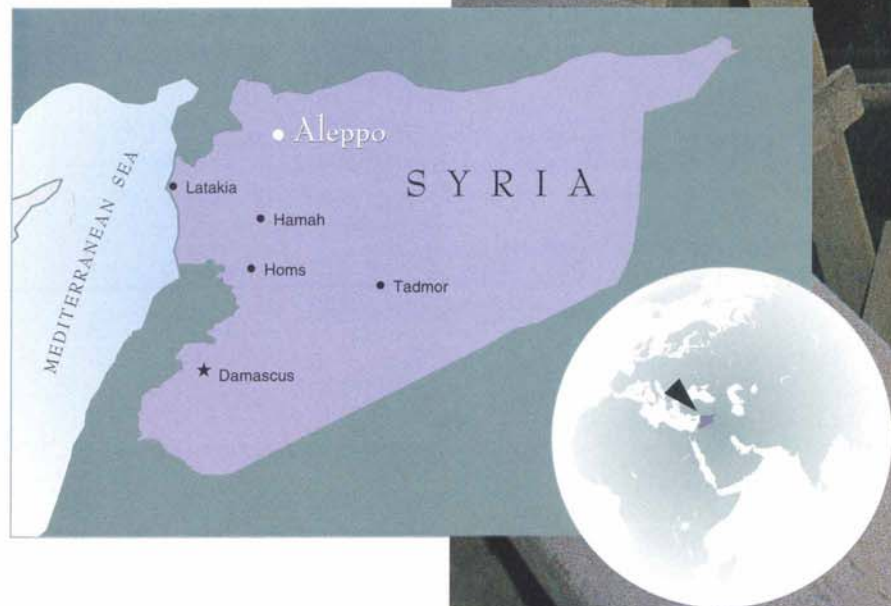 Aleppo
SYRIA
Latakia
Hamah
Homs
Tadmor
Damascus
MEDITERRANEAN SEA